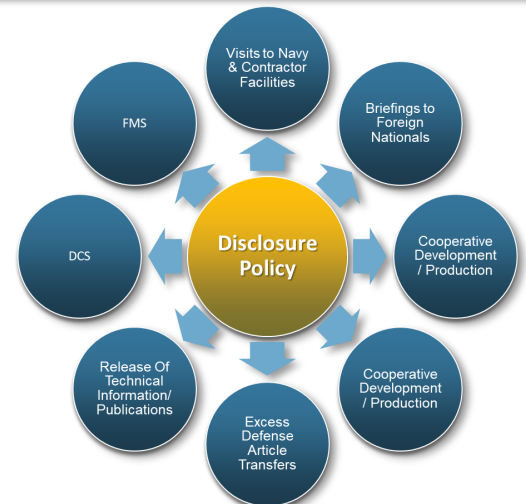 Visits to Navy
& Contractor
Facilities
Briefings to
Foreign
Nationals
Cooperative
Development
/ Production
Cooperative
Development
/ Production
Excess
Defense
Article
Transfers
Release Of
Technical
Information/
Publications
DCS
FMS
Disclosure
Policy